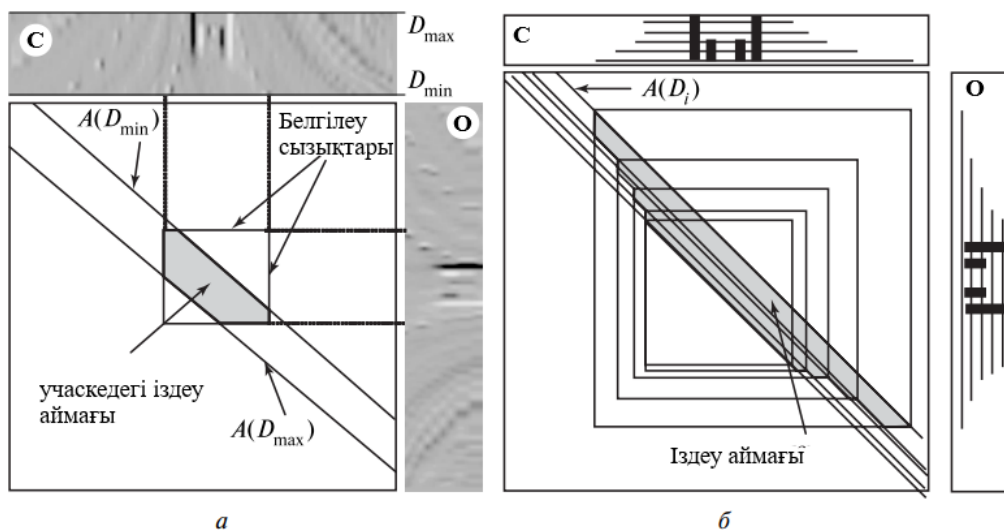 C
D_max
D_min
A(D_min)
Белгілеу
сызықтары
О
учаскедегі іздеу
аймағы
A(D_max)
а
C
A(D_i)
О
Іздеу аймағы
б